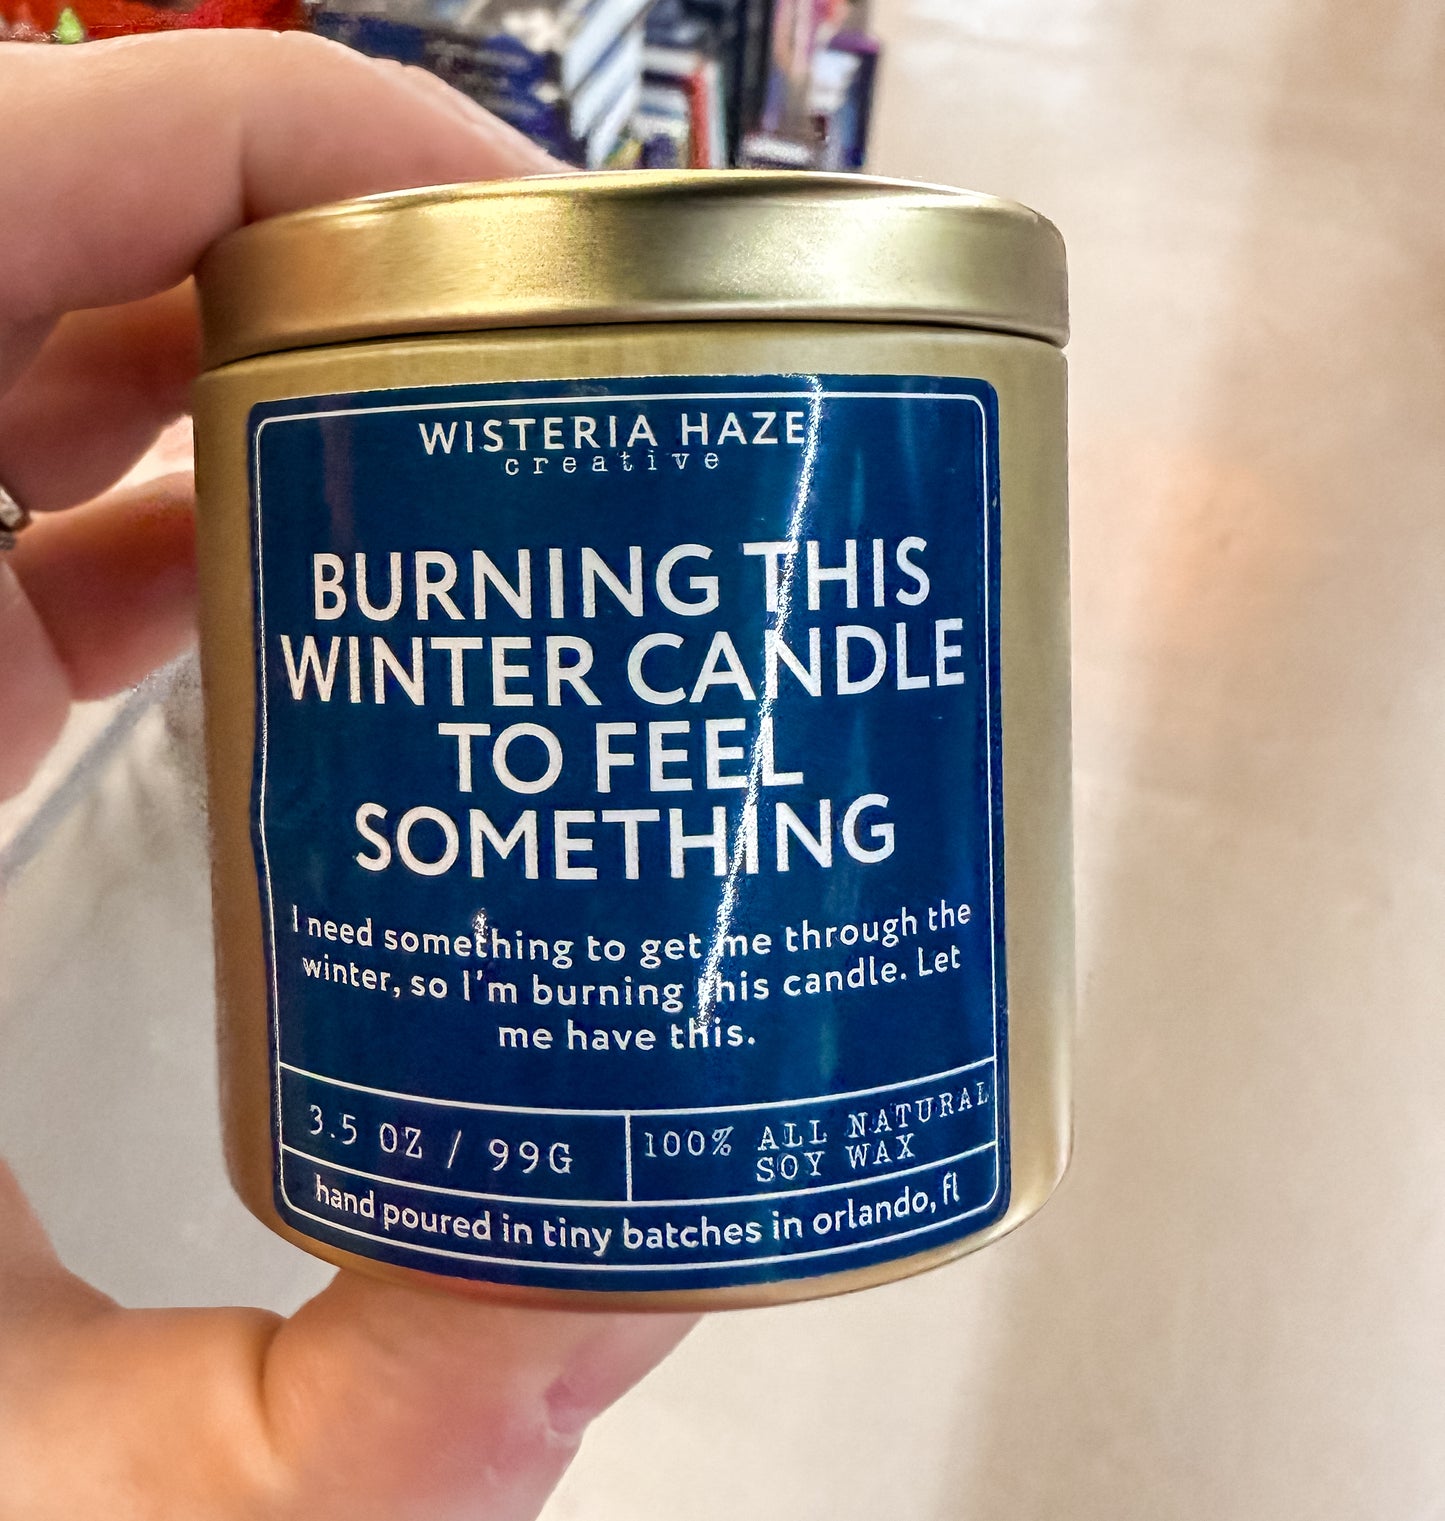 WISTERIA HAZE
creative
BURNING THIS
WINTER CANDLE
TO FEEL
SOMETHING
I need something to get me through the
winter, so I'm burning this candle. Let
me have this.
3.5 OZ / 99G
100% ALL NATURAL
SOY WAX
hand poured in tiny batches in orlando, fl